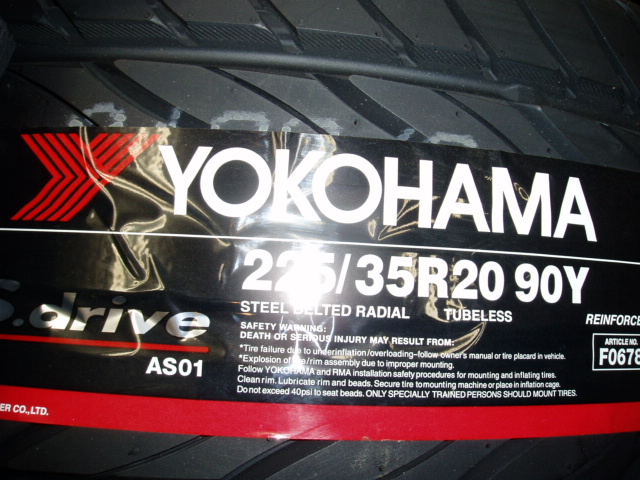 YOKOHAMA
225/35R20 90Y
STEEL BELTED RADIAL TUBELESS
S.drive
AS01
REINFORCE
ARTICLE NO.
F0678
SAFETY WARNING:
DEATH OR SERIOUS INJURY MAY RESULT FROM:
*Tire failure due to underinflation/overloading-follow owner's manual or tire placard in vehicle.
*Explosion of tire/rim assembly due to improper mounting.
Follow YOKOHAMA and RMA installation safety procedures for mounting and inflating tires.
Clean rim. Lubricate rim and beads. Secure tire to mounting machine or place in inflation cage.
Do not exceed 40psi to seat beads. ONLY SPECIALLY TRAINED PERSONS SHOULD MOUNT TIRES.
ER CO.,LTD.